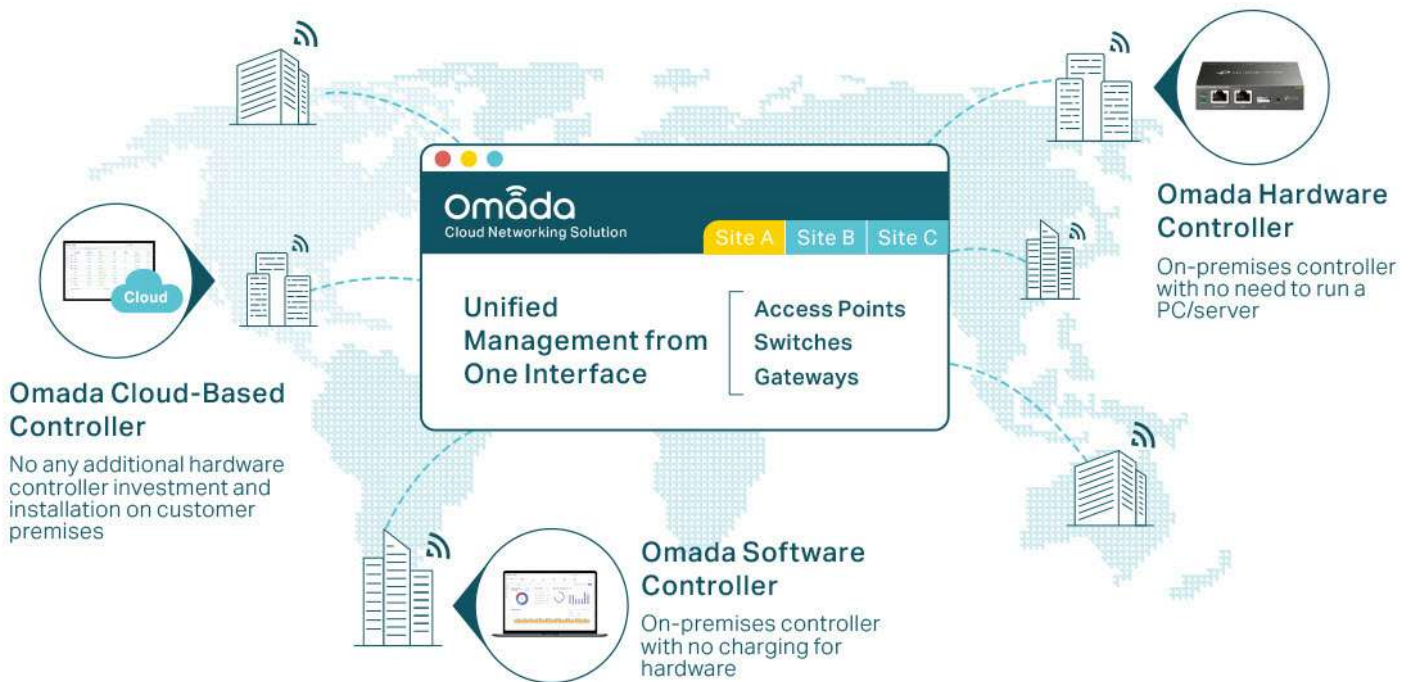 Omada
Cloud Networking Solution
Site A
Site B
Site C
Unified
Management from
One Interface
Access Points
Switches
Gateways
Cloud
Omada Cloud-Based
Controller
No any additional hardware
controller investment and
installation on customer
premises
Omada Hardware
Controller
On-premises controller
with no need to run a
PC/server
Omada Software
Controller
On-premises controller
with no charging for
hardware